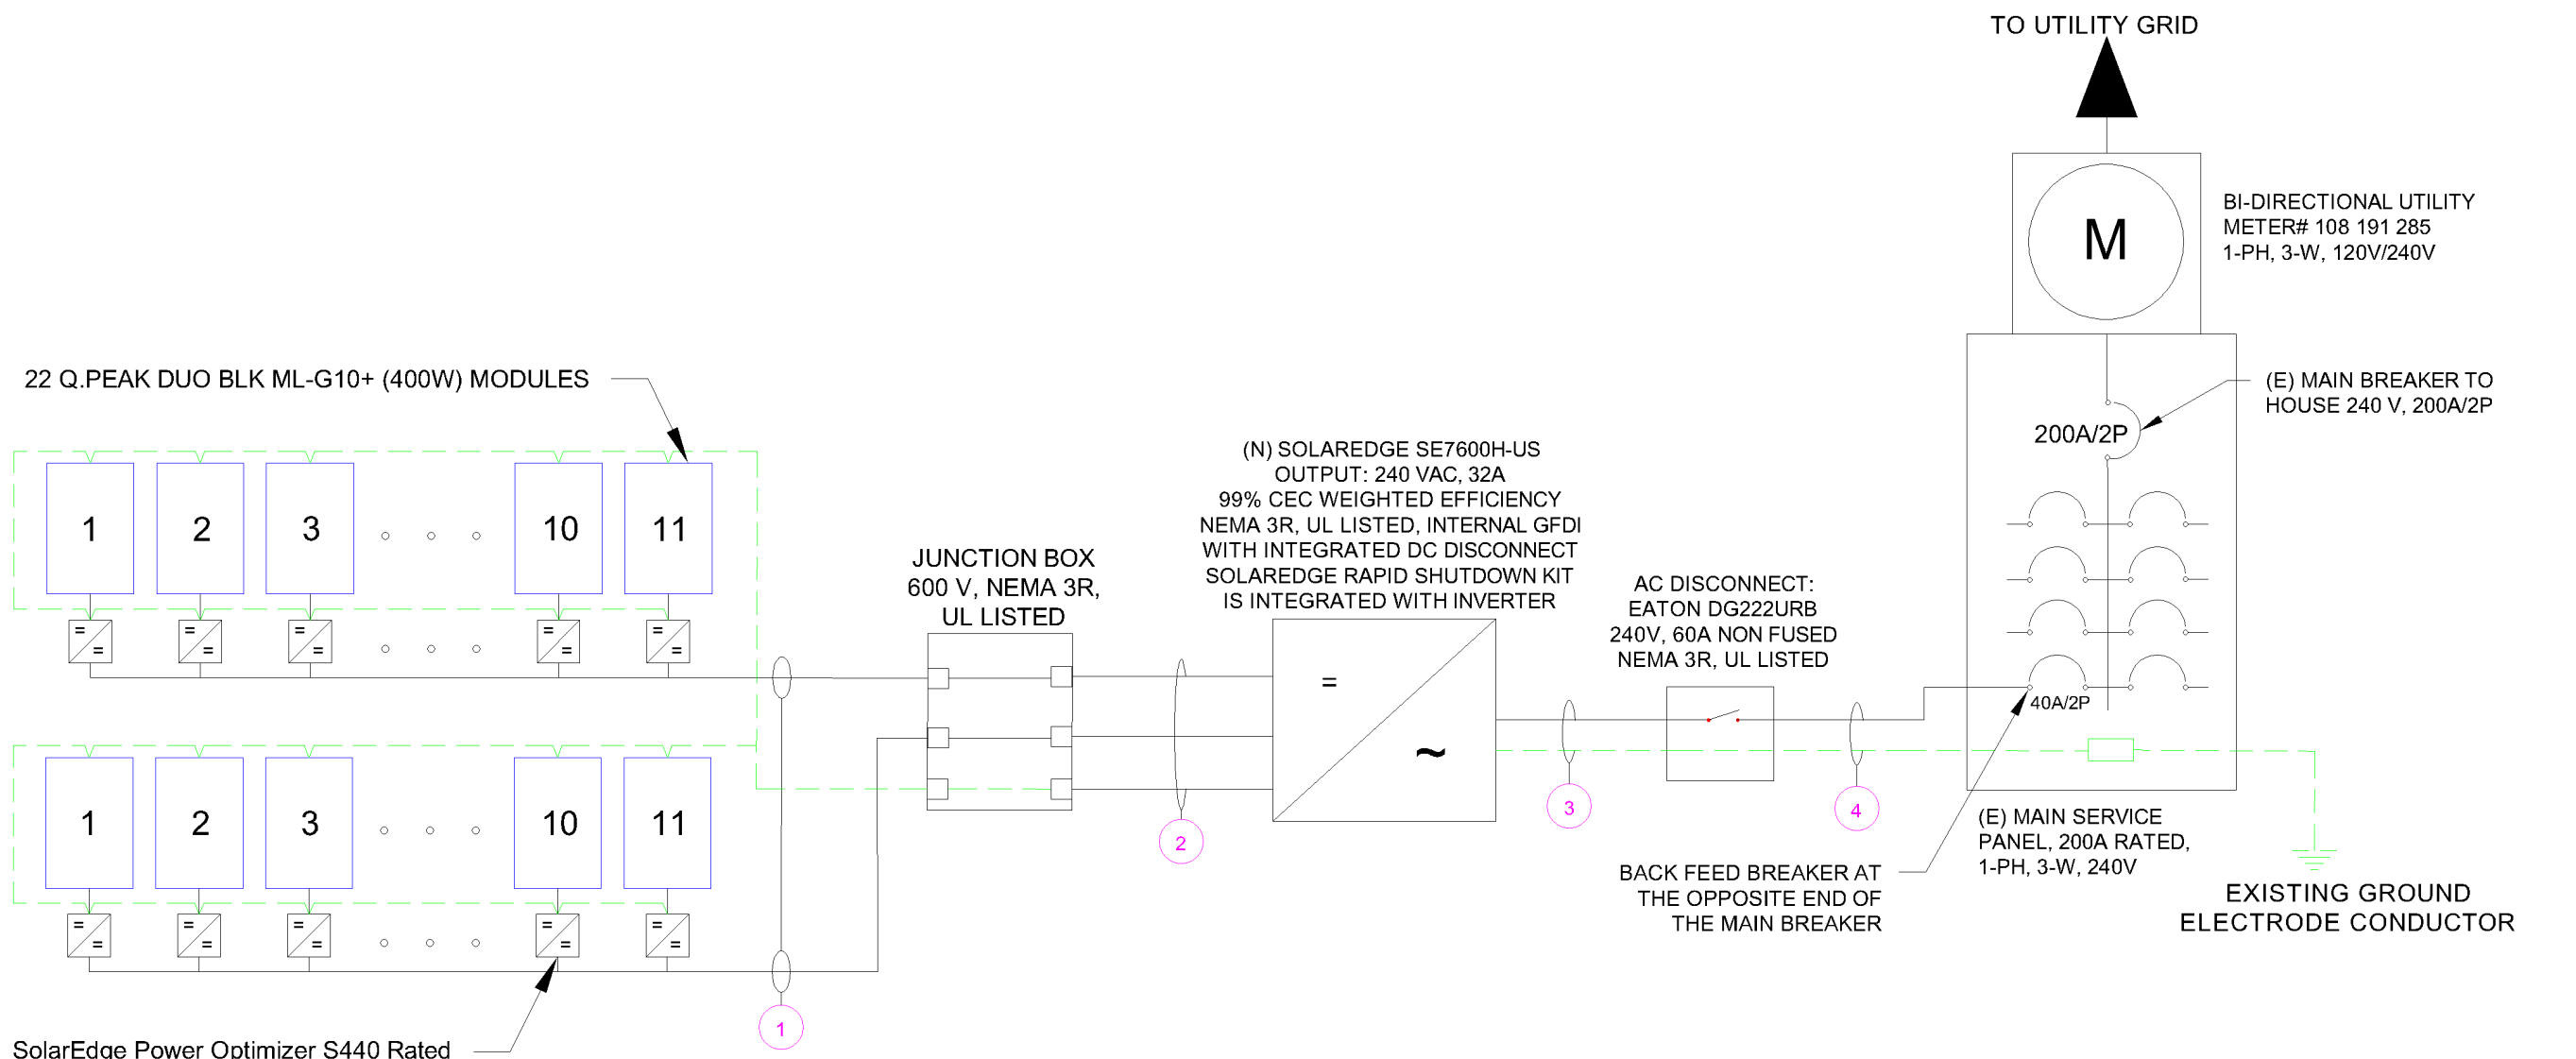 TO UTILITY GRID
M
BI-DIRECTIONAL UTILITY
METER# 108 191 285
1-PH, 3-W, 120V/240V
22 Q.PEAK DUO BLK ML-G10+ (400W) MODULES
(E) MAIN BREAKER TO
HOUSE 240 V, 200A/2P
200A/2P
1 2 3 10 11
= = = = =
= = = = =
JUNCTION BOX
600 V, NEMA 3R,
UL LISTED
(N) SOLAREDGE SE7600H-US
OUTPUT: 240 VAC, 32A
99% CEC WEIGHTED EFFICIENCY
NEMA 3R, UL LISTED, INTERNAL GFDI
WITH INTEGRATED DC DISCONNECT
SOLAREDGE RAPID SHUTDOWN KIT
IS INTEGRATED WITH INVERTER
=
~
AC DISCONNECT:
EATON DG222URB
240V, 60A NON FUSED
NEMA 3R, UL LISTED
40A/2P
1 2 3 10 11
= = = = =
= = = = =
1
2
3
4
BACK FEED BREAKER AT
THE OPPOSITE END OF
THE MAIN BREAKER
(E) MAIN SERVICE
PANEL, 200A RATED,
1-PH, 3-W, 240V
EXISTING GROUND
ELECTRODE CONDUCTOR
SolarEdge Power Optimizer S440 Rated